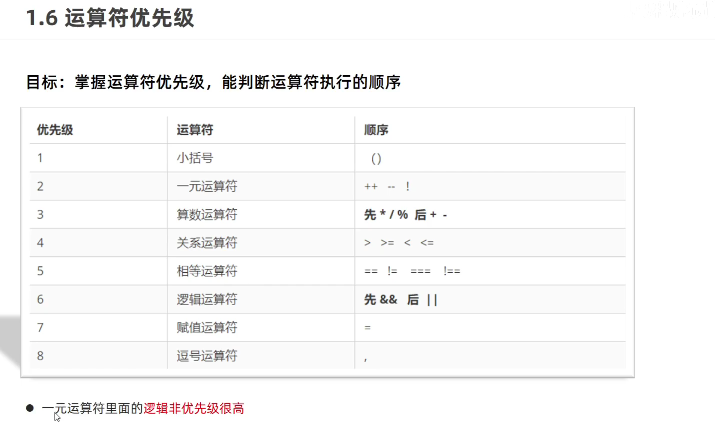 1.6 运算符优先级
目标：掌握运算符优先级，能判断运算符执行的顺序
优先级 运算符 顺序
1 小括号 ()
2 一元运算符 ++ -- !
3 算数运算符 先 * / % 后 + -
4 关系运算符 > >= < <=
5 相等运算符 == != === !==
6 逻辑运算符 先 && 后 ||
7 赋值运算符 =
8 逗号运算符 ,
● 一元运算符里面的逻辑非优先级很高